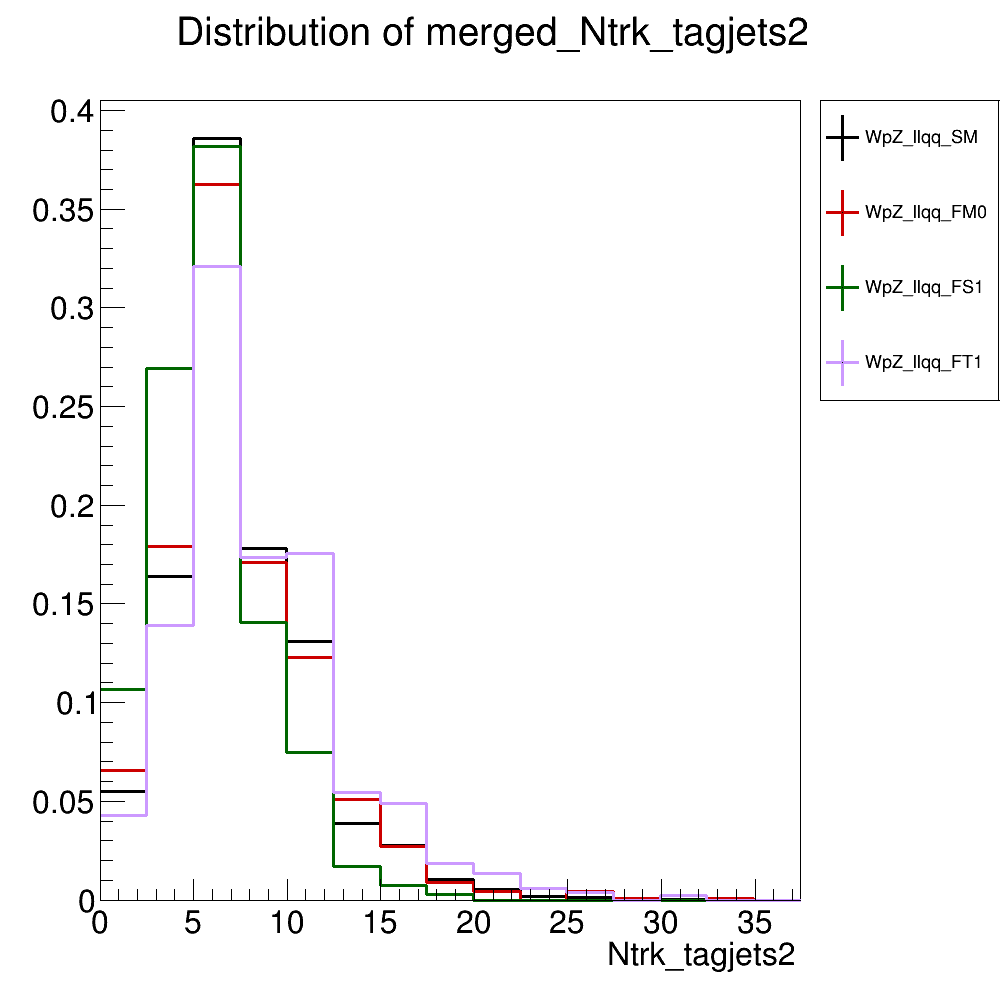 Distribution of merged_Ntrk_tagjets2
0.4
0.35
0.3
0.25
0.2
0.15
0.1
0.05
0
0 5 10 15 20 25 30 35
Ntrk_tagjets2
WpZ_llqq_SM
WpZ_llqq_FM0
WpZ_llqq_FS1
WpZ_llqq_FT1